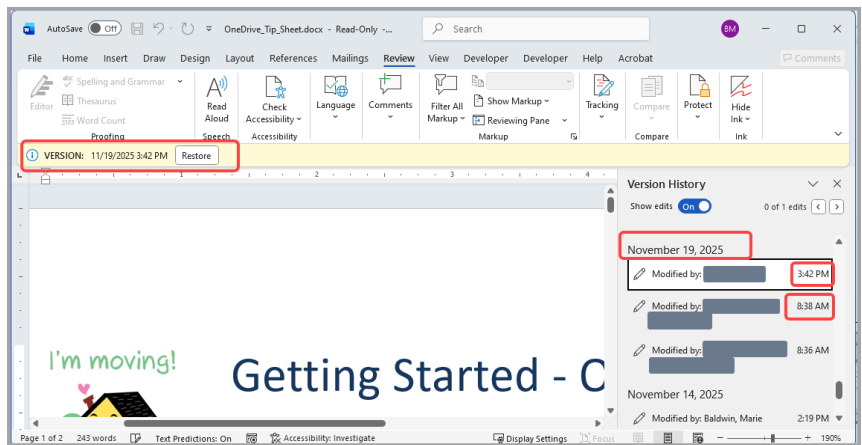 AutoSave Off OneDrive_Tip_Sheet.docx - Read-Only -... Search BM
File Home Insert Draw Design Layout References Mailings Review View Developer Developer Help Acrobat Comments
Editor
Spelling and Grammar
Thesaurus
Word Count
Proofing
Read Aloud
Speech
Check Accessibility
Accessibility
Language
Comments
Filter All Markup
Show Markup
Reviewing Pane
Markup
Tracking
Compare
Compare
Protect
Hide Ink
Ink
VERSION: 11/19/2025 3:42 PM Restore
1 2 3 4
Version History
Show edits On 0 of 1 edits
November 19, 2025
Modified by: 3:42 PM
Modified by: 8:38 AM
Modified by: 8:36 AM
November 14, 2025
Modified by: Baldwin, Marie 2:19 PM
I'm moving!
Getting Started - O
Page 1 of 2 243 words Text Predictions: On Accessibility: Investigate Display Settings Focus 190%